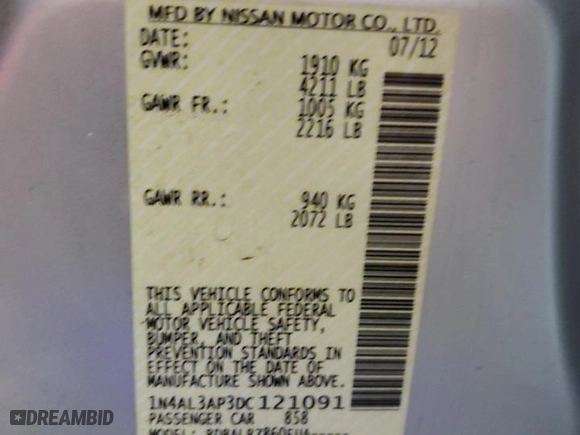 MFD BY NISSAN MOTOR CO., LTD.
DATE: 07/12
GVWR: 1910 KG
4211 LB
GAWR FR.: 1005 KG
2216 LB
GAWR RR.: 940 KG
2072 LB
THIS VEHICLE CONFORMS TO
ALL APPLICABLE FEDERAL
MOTOR VEHICLE SAFETY,
BUMPER, AND THEFT
PREVENTION STANDARDS IN
EFFECT ON THE DATE OF
MANUFACTURE SHOWN ABOVE.
1N4AL3AP3DC121091
PASSENGER CAR 858
DREAMBID